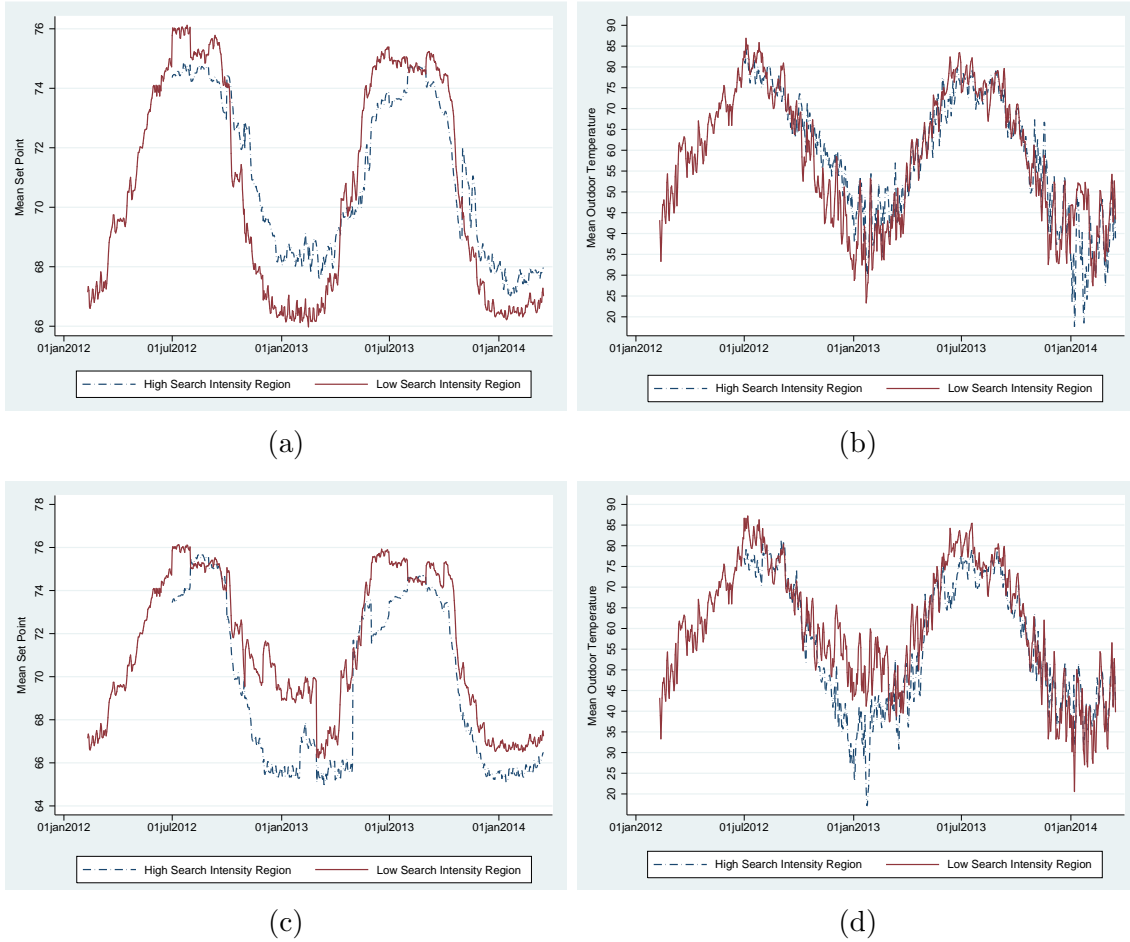 76
74
72
70
68
66
Mean Set Point
01jan2012 01jul2012 01jan2013 01jul2013 01jan2014
High Search Intensity Region Low Search Intensity Region
(a)
90
85
80
75
70
65
60
55
50
45
40
35
30
25
20
Mean Outdoor Temperature
01jan2012 01jul2012 01jan2013 01jul2013 01jan2014
High Search Intensity Region Low Search Intensity Region
(b)
78
76
74
72
70
68
66
64
Mean Set Point
01jan2012 01jul2012 01jan2013 01jul2013 01jan2014
High Search Intensity Region Low Search Intensity Region
(c)
90
85
80
75
70
65
60
55
50
45
40
35
30
25
20
Mean Outdoor Temperature
01jan2012 01jul2012 01jan2013 01jul2013 01jan2014
High Search Intensity Region Low Search Intensity Region
(d)